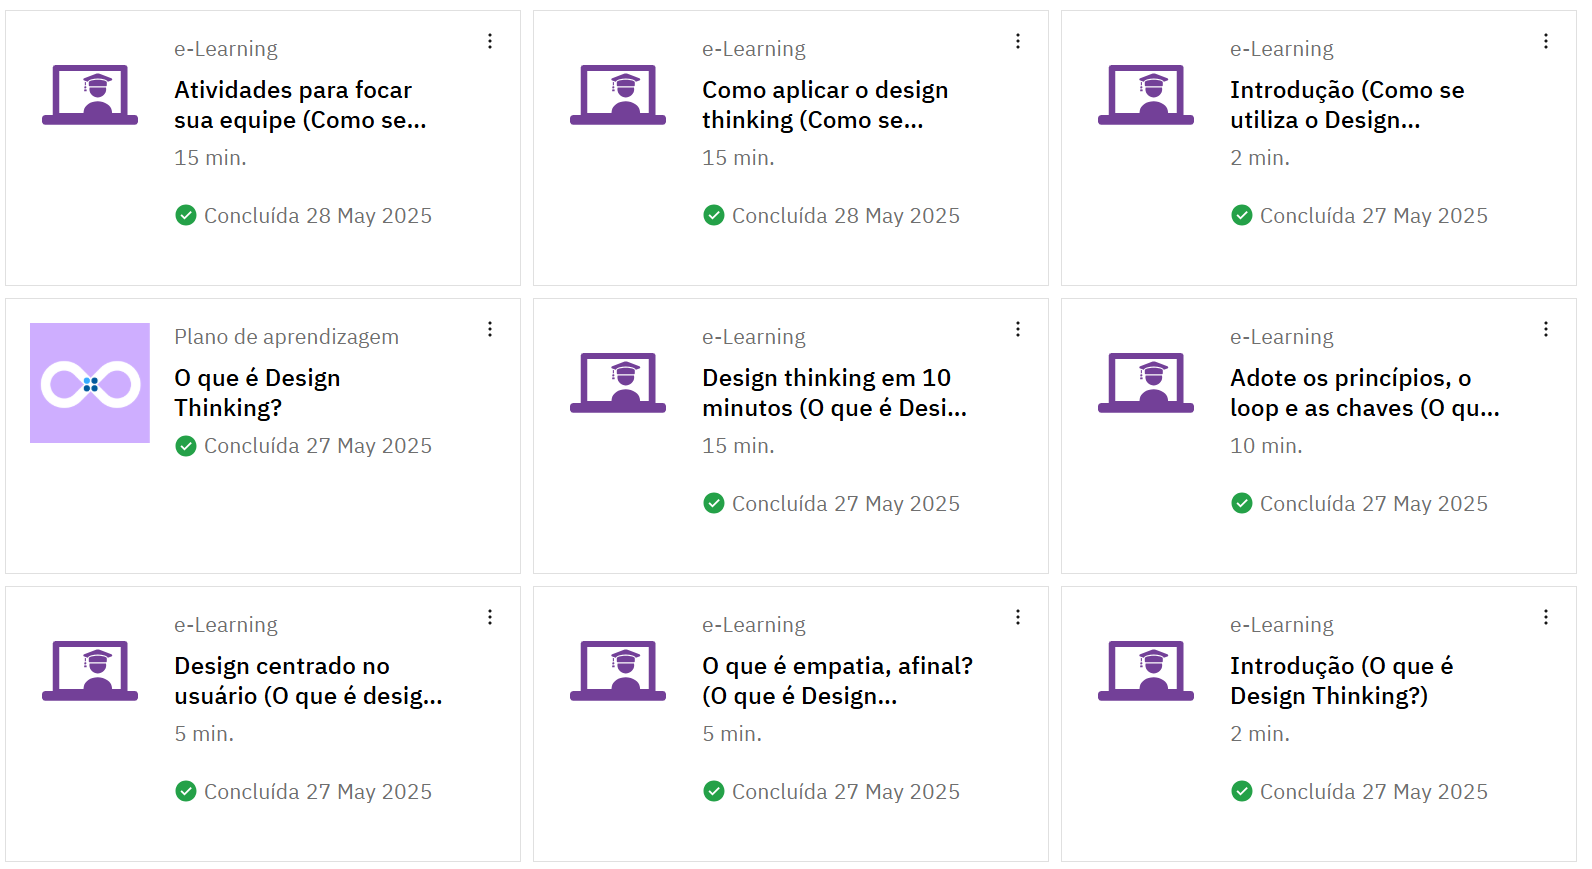 e-Learning
Atividades para focar
sua equipe (Como se...
15 min.
Concluída 28 May 2025
e-Learning
Como aplicar o design
thinking (Como se...
15 min.
Concluída 28 May 2025
e-Learning
Introdução (Como se
utiliza o Design...
2 min.
Concluída 27 May 2025
Plano de aprendizagem
O que é Design
Thinking?
Concluída 27 May 2025
e-Learning
Design thinking em 10
minutos (O que é Desi...
15 min.
Concluída 27 May 2025
e-Learning
Adote os princípios, o
loop e as chaves (O qu...
10 min.
Concluída 27 May 2025
e-Learning
Design centrado no
usuário (O que é desig...
5 min.
Concluída 27 May 2025
e-Learning
O que é empatia, afinal?
(O que é Design...
5 min.
Concluída 27 May 2025
e-Learning
Introdução (O que é
Design Thinking?)
2 min.
Concluída 27 May 2025